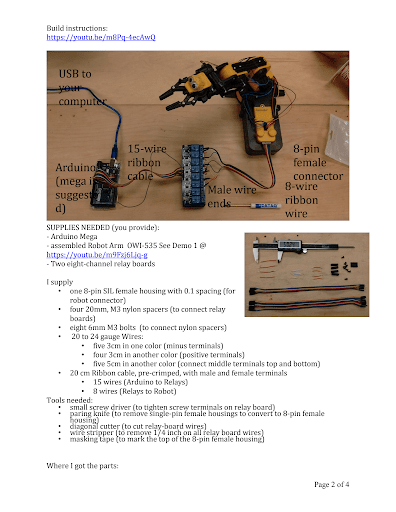 Build instructions:
https://youtu.be/m8Pq-4ecAwQ
USB to
your
computer
15-wire
ribbon
cable
8-pin
female
connector
Arduino
(mega i
suggest
d)
Male wire
ends
8-wire
ribbon
wire
SUPPLIES NEEDED (you provide):
- Arduino Mega
- assembled Robot Arm OWI-535 See Demo 1 @
https://youtu.be/m9Fzj6Ljq-g
- Two eight-channel relay boards
I supply
• one 8-pin SIL female housing with 0.1 spacing (for
robot connector)
• four 20mm, M3 nylon spacers (to connect relay
boards)
• eight 6mm M3 bolts (to connect nylon spacers)
• 20 to 24 gauge Wires:
• five 3cm in one color (minus terminals)
• four 3cm in another color (positive terminals)
• five 5cm in another color (connect middle terminals top and bottom)
• 20 cm Ribbon cable, pre-crimped, with male and female terminals
• 15 wires (Arduino to Relays)
• 8 wires (Relays to Robot)
Tools needed:
• small screw driver (to tighten screw terminals on relay board)
• paring knife (to remove single-pin female housings to convert to 8-pin female
housing)
• diagonal cutter (to cut relay-board wires)
• wire stripper (to remove 1/4 inch on all relay board wires)
• masking tape (to mark the top of the 8-pin female housing)
Where I got the parts:
Page 2 of 4